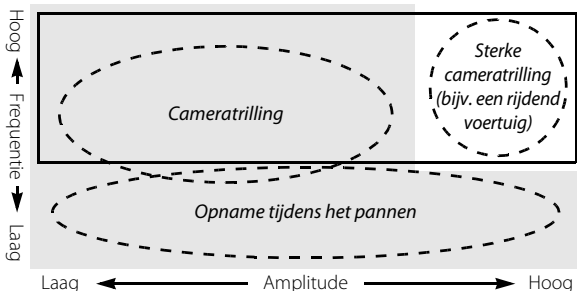 Hoog
Frequentie
Laag
Cameratrilling
Sterke
cameratrilling
(bijv. een rijdend
voertuig)
Opname tijdens het pannen
Laag
Amplitude
Hoog